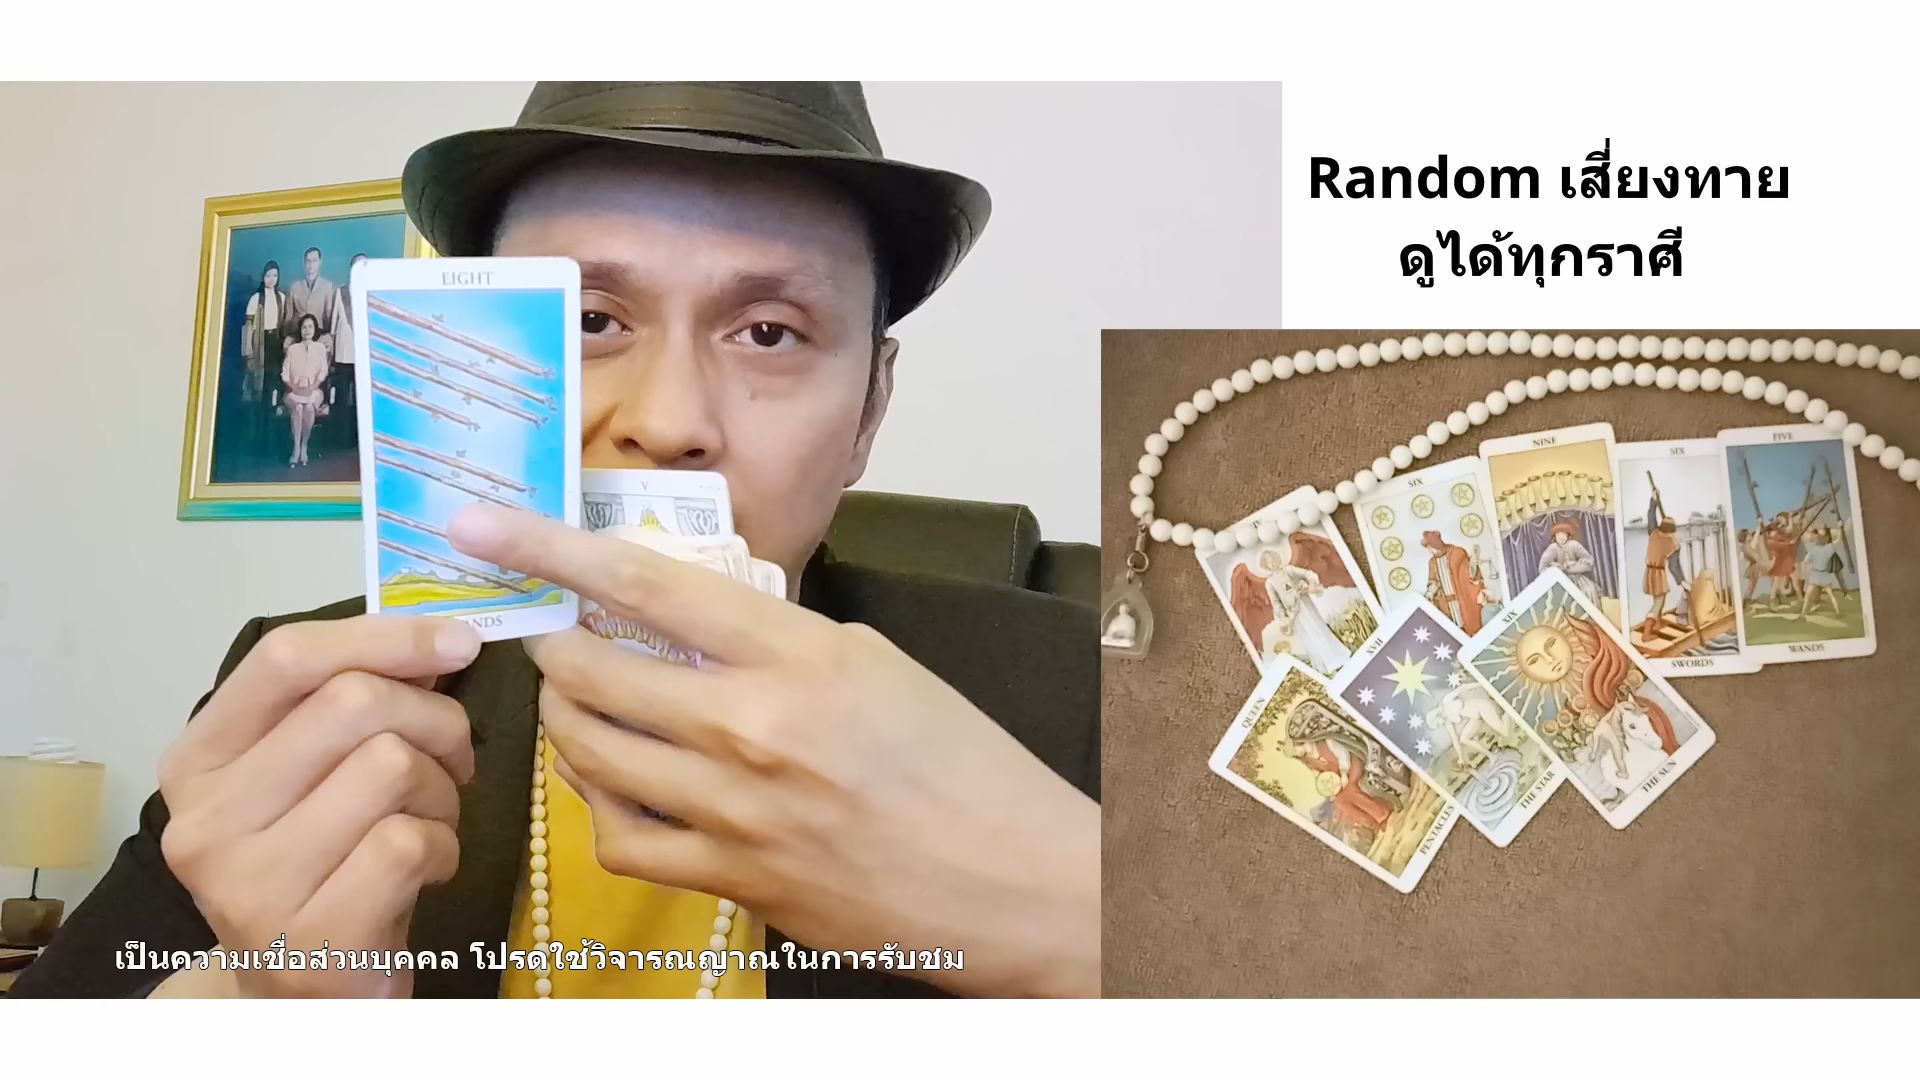 Random เสี่ยงทาย
ดูได้ทุกราศี
EIGHT
V
NINE
SIX
FIVE
SIX
SWORDS
WANDS
QUEEN
PENTACLES
XVII
THE STAR
XIX
THE SUN
เป็นความเชื่อส่วนบุคคล โปรดใช้วิจารณญาณในการรับชม